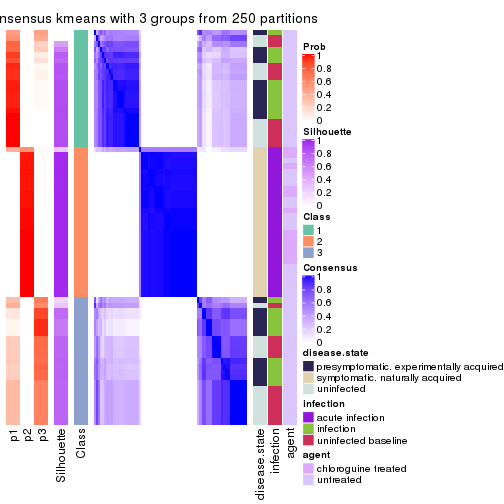 nsensus kmeans with 3 groups from 250 partitions
Prob
1
0.8
0.6
0.4
0.2
0
Silhouette
1
0.8
0.6
0.4
0.2
0
Class
1
2
3
Consensus
1
0.8
0.6
0.4
0.2
0
disease.state
presymptomatic. experimentally acquired
symptomatic. naturally acquired
uninfected
infection
acute infection
infection
uninfected baseline
agent
chloroquine treated
untreated
p1
p2
p3
Silhouette
Class
disease.state
infection
agent